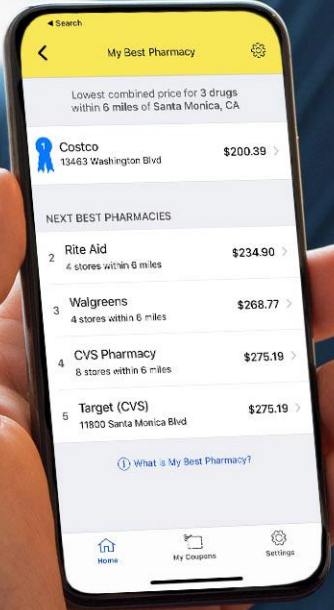 Search
My Best Pharmacy
Lowest combined price for 3 drugs
within 6 miles of Santa Monica, CA
1
Costco
13463 Washington Blvd
$200.39
NEXT BEST PHARMACIES
2 Rite Aid
4 stores within 6 miles
$234.90
3 Walgreens
4 stores within 6 miles
$268.77
4 CVS Pharmacy
8 stores within 6 miles
$275.19
5 Target (CVS)
11800 Santa Monica Blvd
$275.19
What is My Best Pharmacy?
Home
My Coupons
Settings